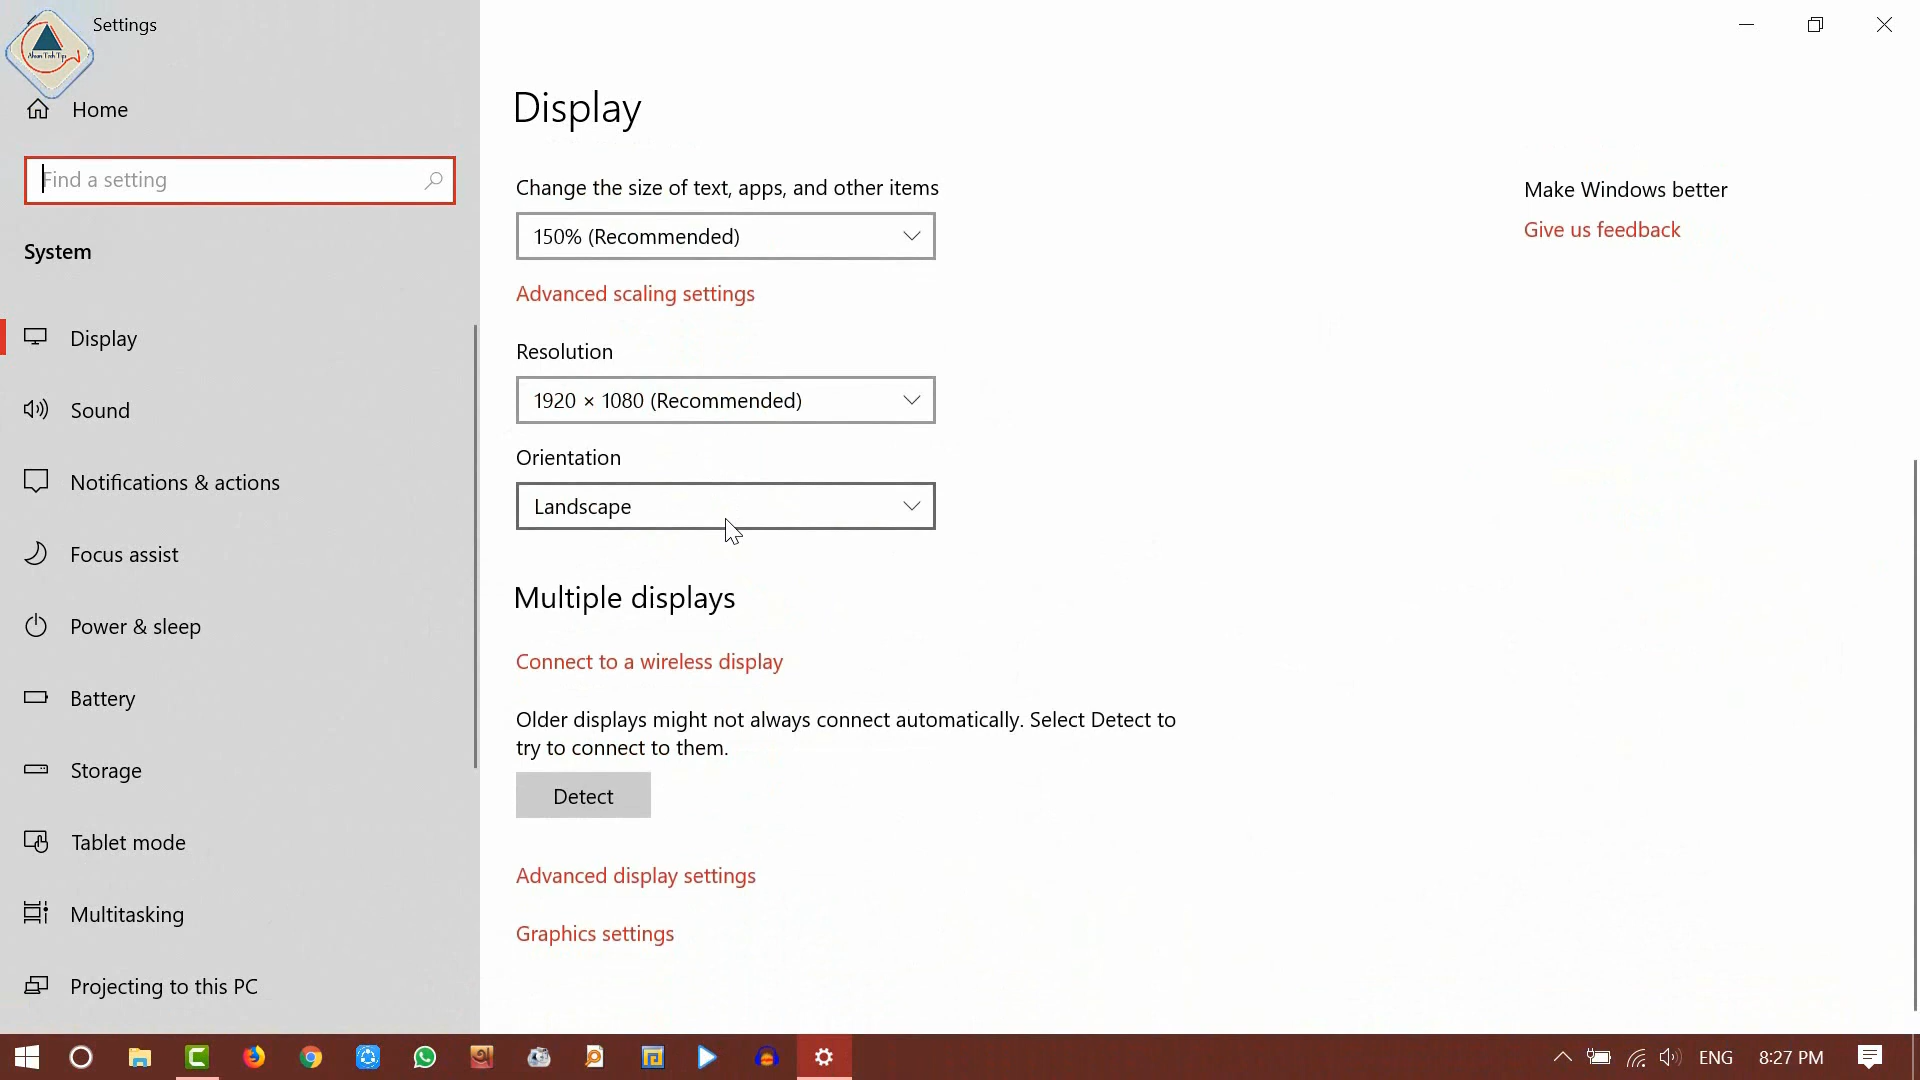 Settings
Ahsan Tech Tips
Home
Find a setting
System
Display
Sound
Notifications & actions
Focus assist
Power & sleep
Battery
Storage
Tablet mode
Multitasking
Projecting to this PC
Display
Change the size of text, apps, and other items
150% (Recommended)
Advanced scaling settings
Resolution
1920 × 1080 (Recommended)
Orientation
Landscape
Multiple displays
Connect to a wireless display
Older displays might not always connect automatically. Select Detect to
try to connect to them.
Detect
Advanced display settings
Graphics settings
Make Windows better
Give us feedback
ENG
8:27 PM